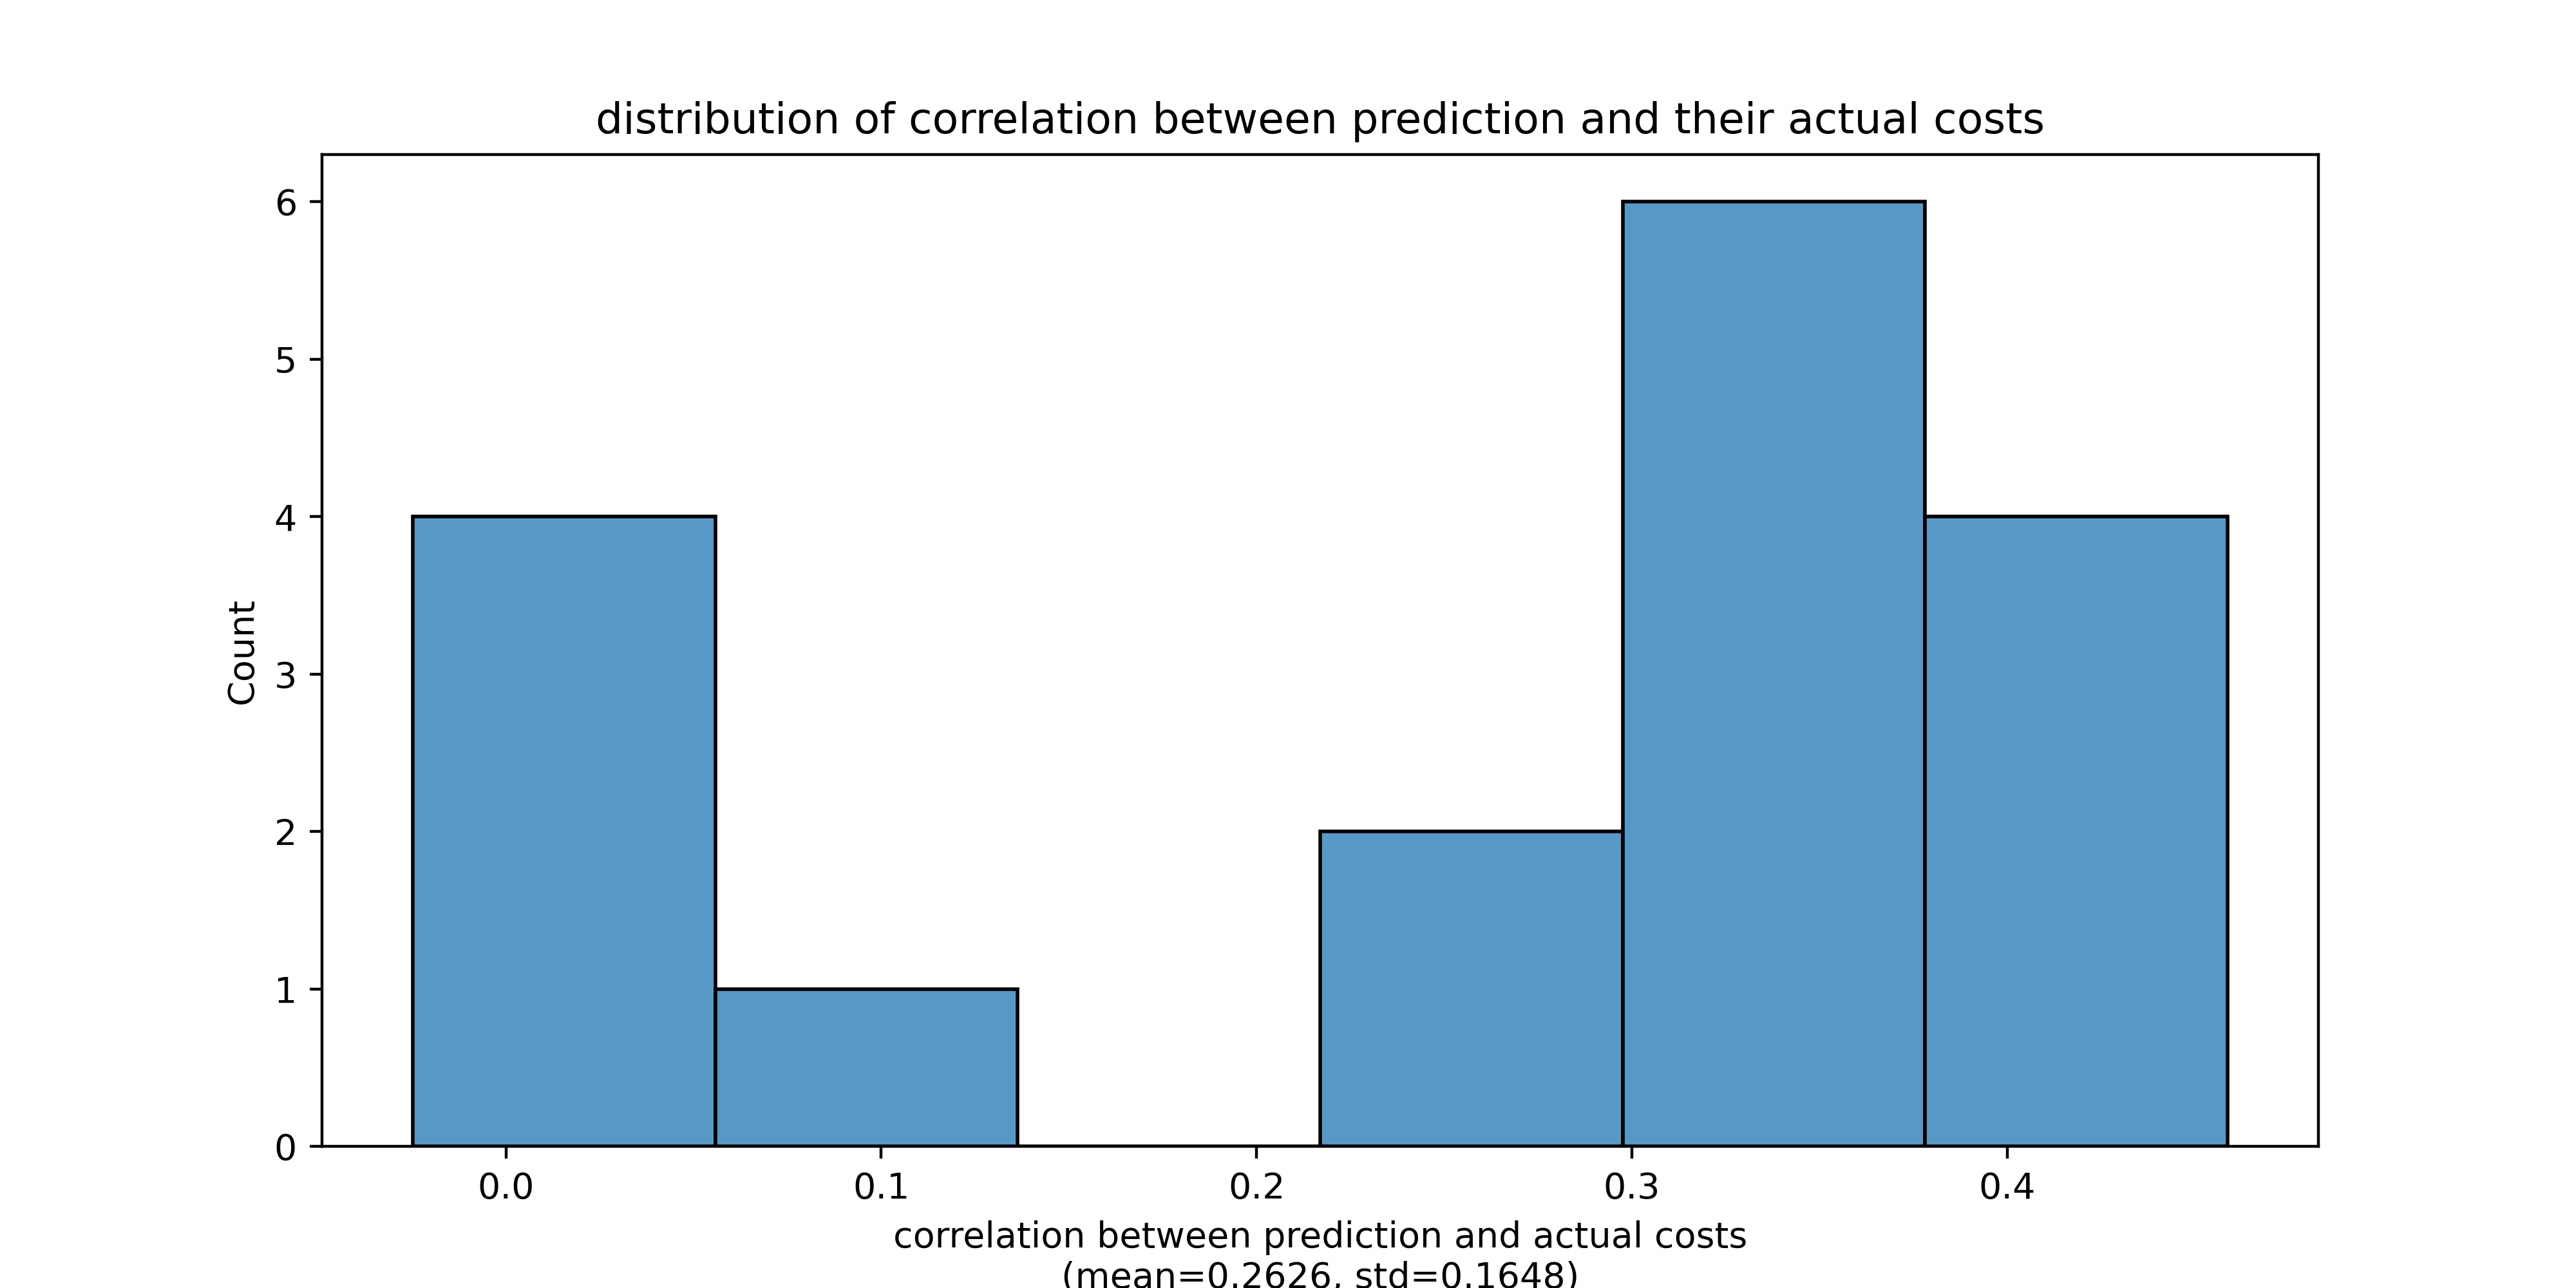 distribution of correlation between prediction and their actual costs
6
5
4
3
2
1
0
Count
0.0 0.1 0.2 0.3 0.4
correlation between prediction and actual costs
(mean=0.2626, std=0.1648)